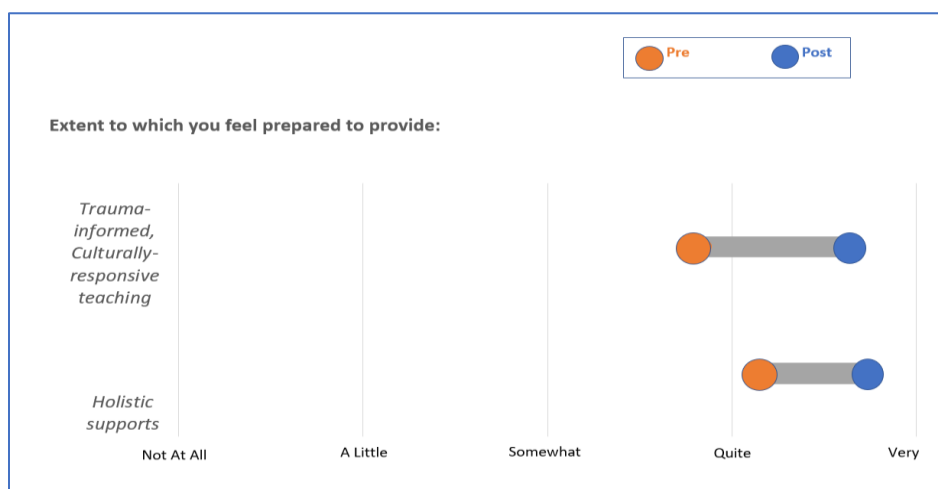 Pre
Post
Extent to which you feel prepared to provide:
Trauma-
informed,
Culturally-
responsive
teaching
Holistic
supports
Not At All
A Little
Somewhat
Quite
Very